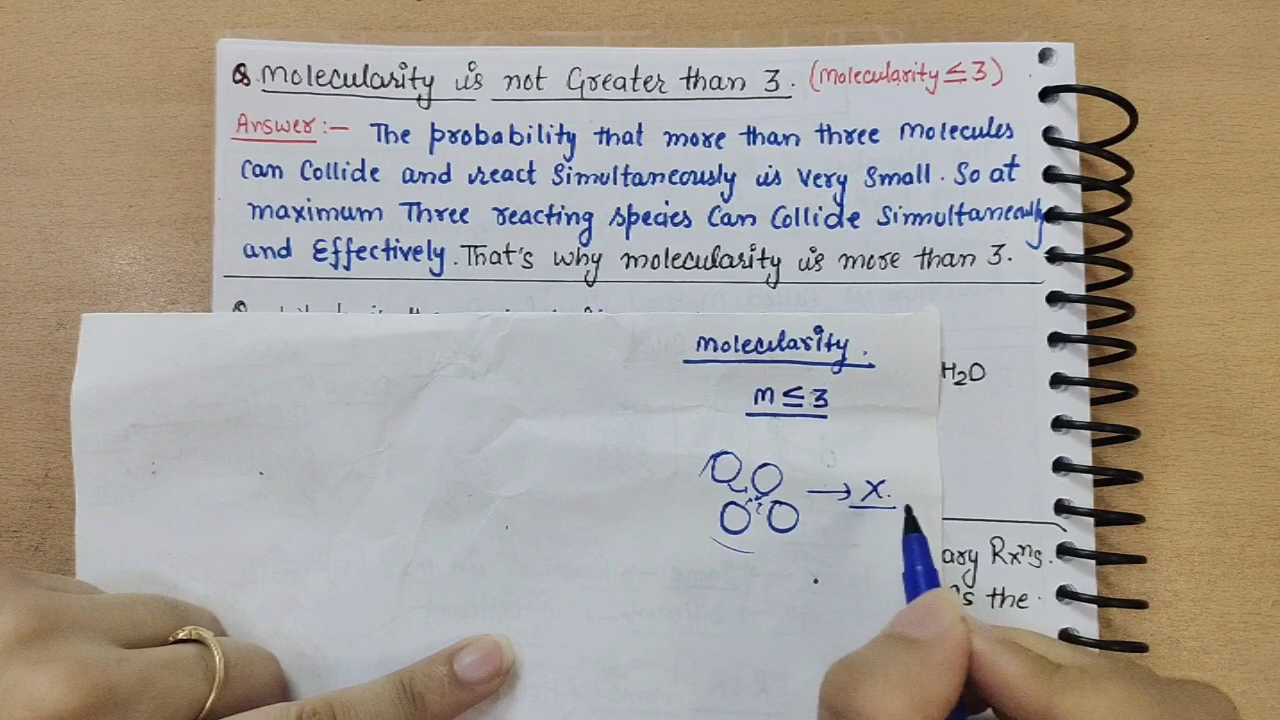 Q molecularity is not Greater than 3. (molecularity ≤ 3)
Answer:- The probability that more than three molecules
can collide and react simultaneously is very small. So at
maximum Three reacting species can collide simultaneously
and Effectively. That's why molecularity is more than 3.
molecularity.
m ≤ 3
H₂O
→ X.
ary Rxⁿs.
the